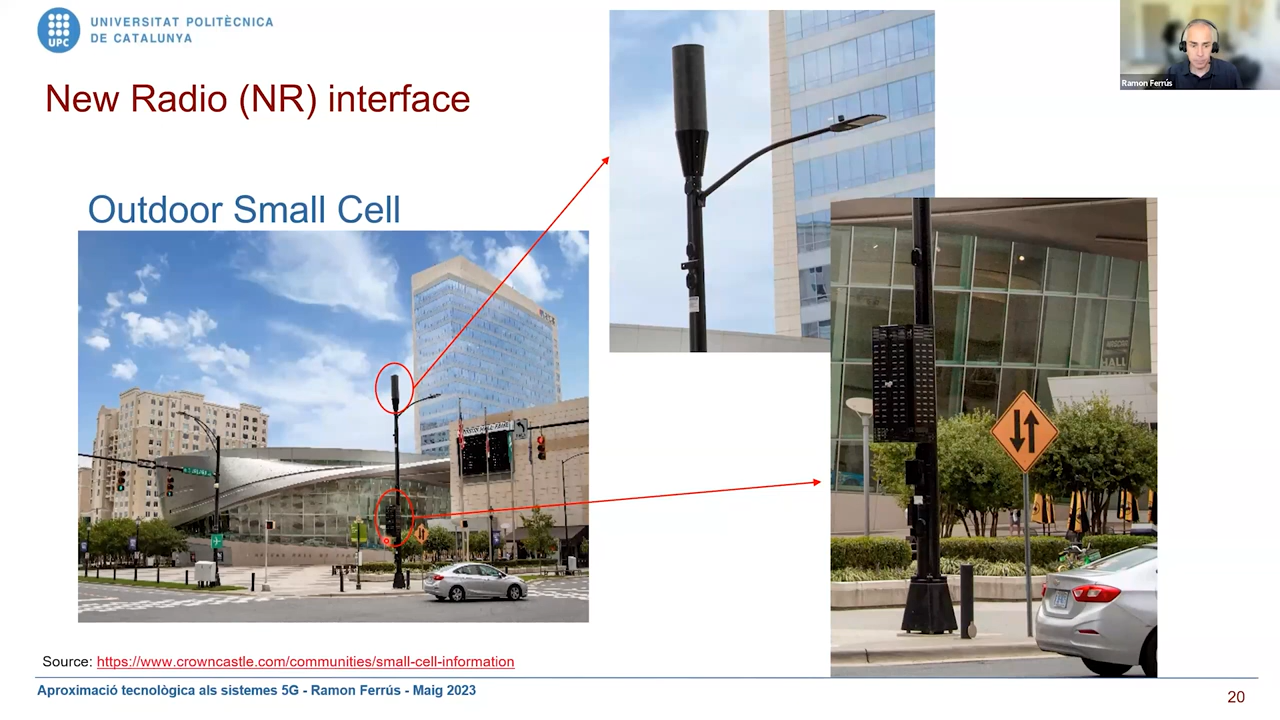 UNIVERSITAT POLITÈCNICA
DE CATALUNYA
UPC
Ramon Ferrús
New Radio (NR) interface
Outdoor Small Cell
HALL
Source: https://www.crowncastle.com/communities/small-cell-information
Aproximació tecnològica als sistemes 5G - Ramon Ferrús - Maig 2023
20